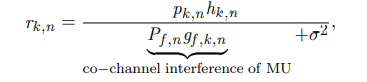 r_{k,n} = \frac{p_{k,n} h_{k,n}}{\underbrace{P_{f,n} g_{f,k,n}}_{\text{co-channel interference of MU}} + \sigma^2},